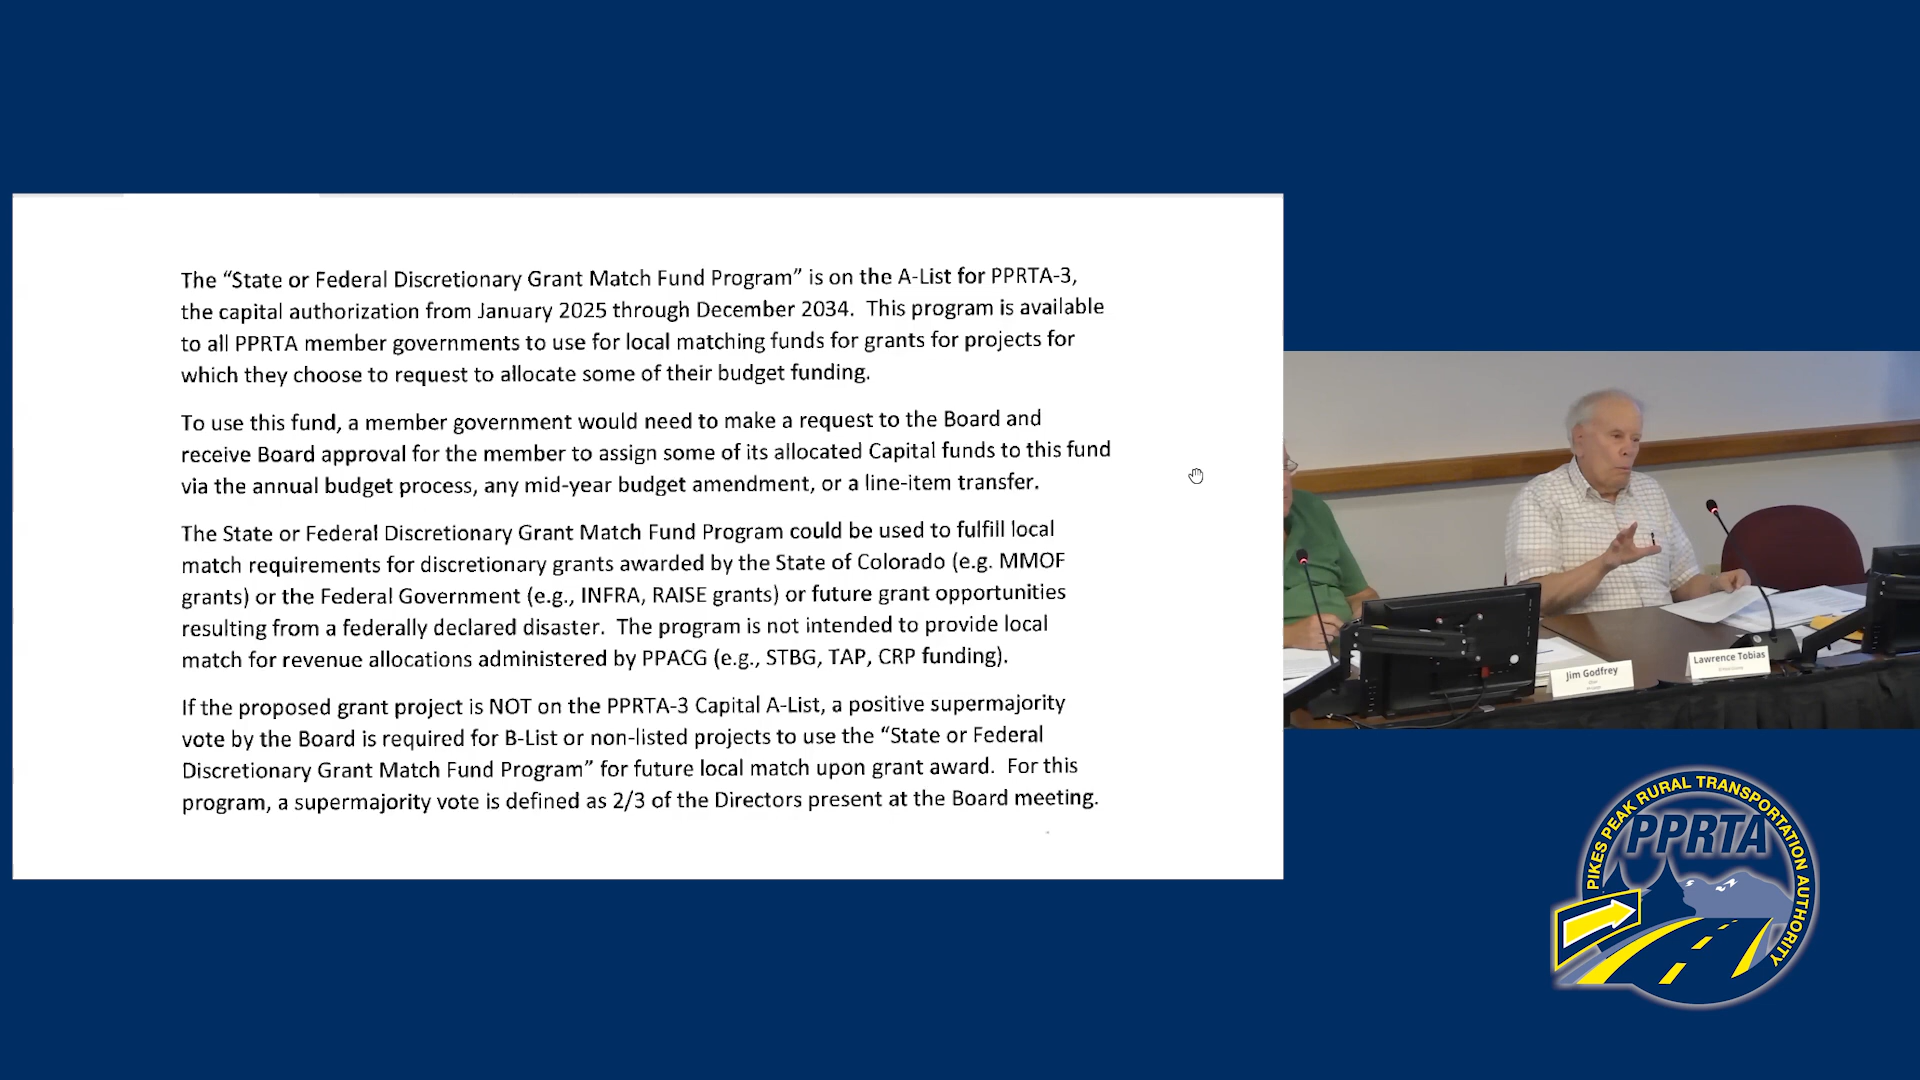 The “State or Federal Discretionary Grant Match Fund Program” is on the A-List for PPRTA-3,
the capital authorization from January 2025 through December 2034.  This program is available
to all PPRTA member governments to use for local matching funds for grants for projects for
which they choose to request to allocate some of their budget funding.
To use this fund, a member government would need to make a request to the Board and
receive Board approval for the member to assign some of its allocated Capital funds to this fund
via the annual budget process, any mid-year budget amendment, or a line-item transfer.
The State or Federal Discretionary Grant Match Fund Program could be used to fulfill local
match requirements for discretionary grants awarded by the State of Colorado (e.g. MMOF
grants) or the Federal Government (e.g., INFRA, RAISE grants) or future grant opportunities
resulting from a federally declared disaster.  The program is not intended to provide local
match for revenue allocations administered by PPACG (e.g., STBG, TAP, CRP funding).
If the proposed grant project is NOT on the PPRTA-3 Capital A-List, a positive supermajority
vote by the Board is required for B-List or non-listed projects to use the “State or Federal
Discretionary Grant Match Fund Program” for future local match upon grant award.  For this
program, a supermajority vote is defined as 2/3 of the Directors present at the Board meeting.
Jim Godfrey
Lawrence Tobias
PIKES PEAK RURAL TRANSPORTATION AUTHORITY
PPRTA